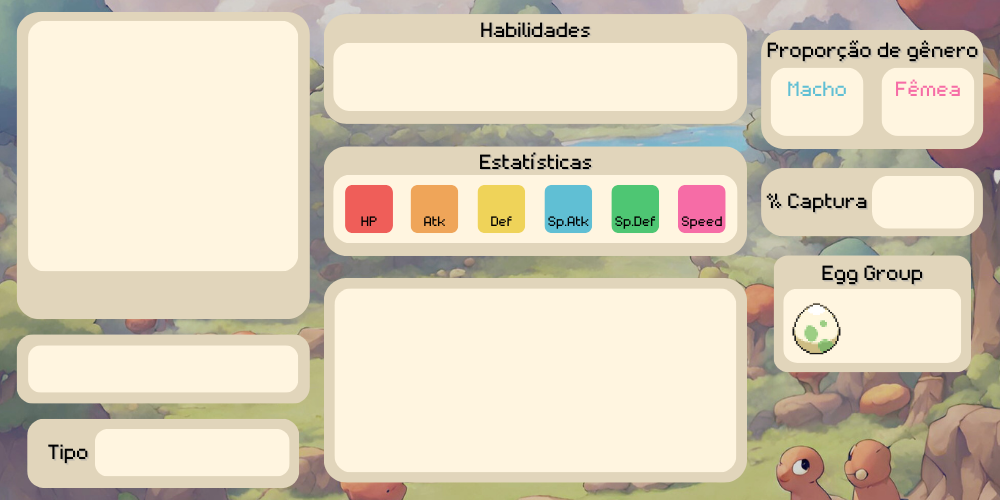 Habilidades
Proporção de gênero
Macho
Fêmea
Estatísticas
HP
Atk
Def
Sp.Atk
Sp.Def
Speed
% Captura
Egg Group
Tipo